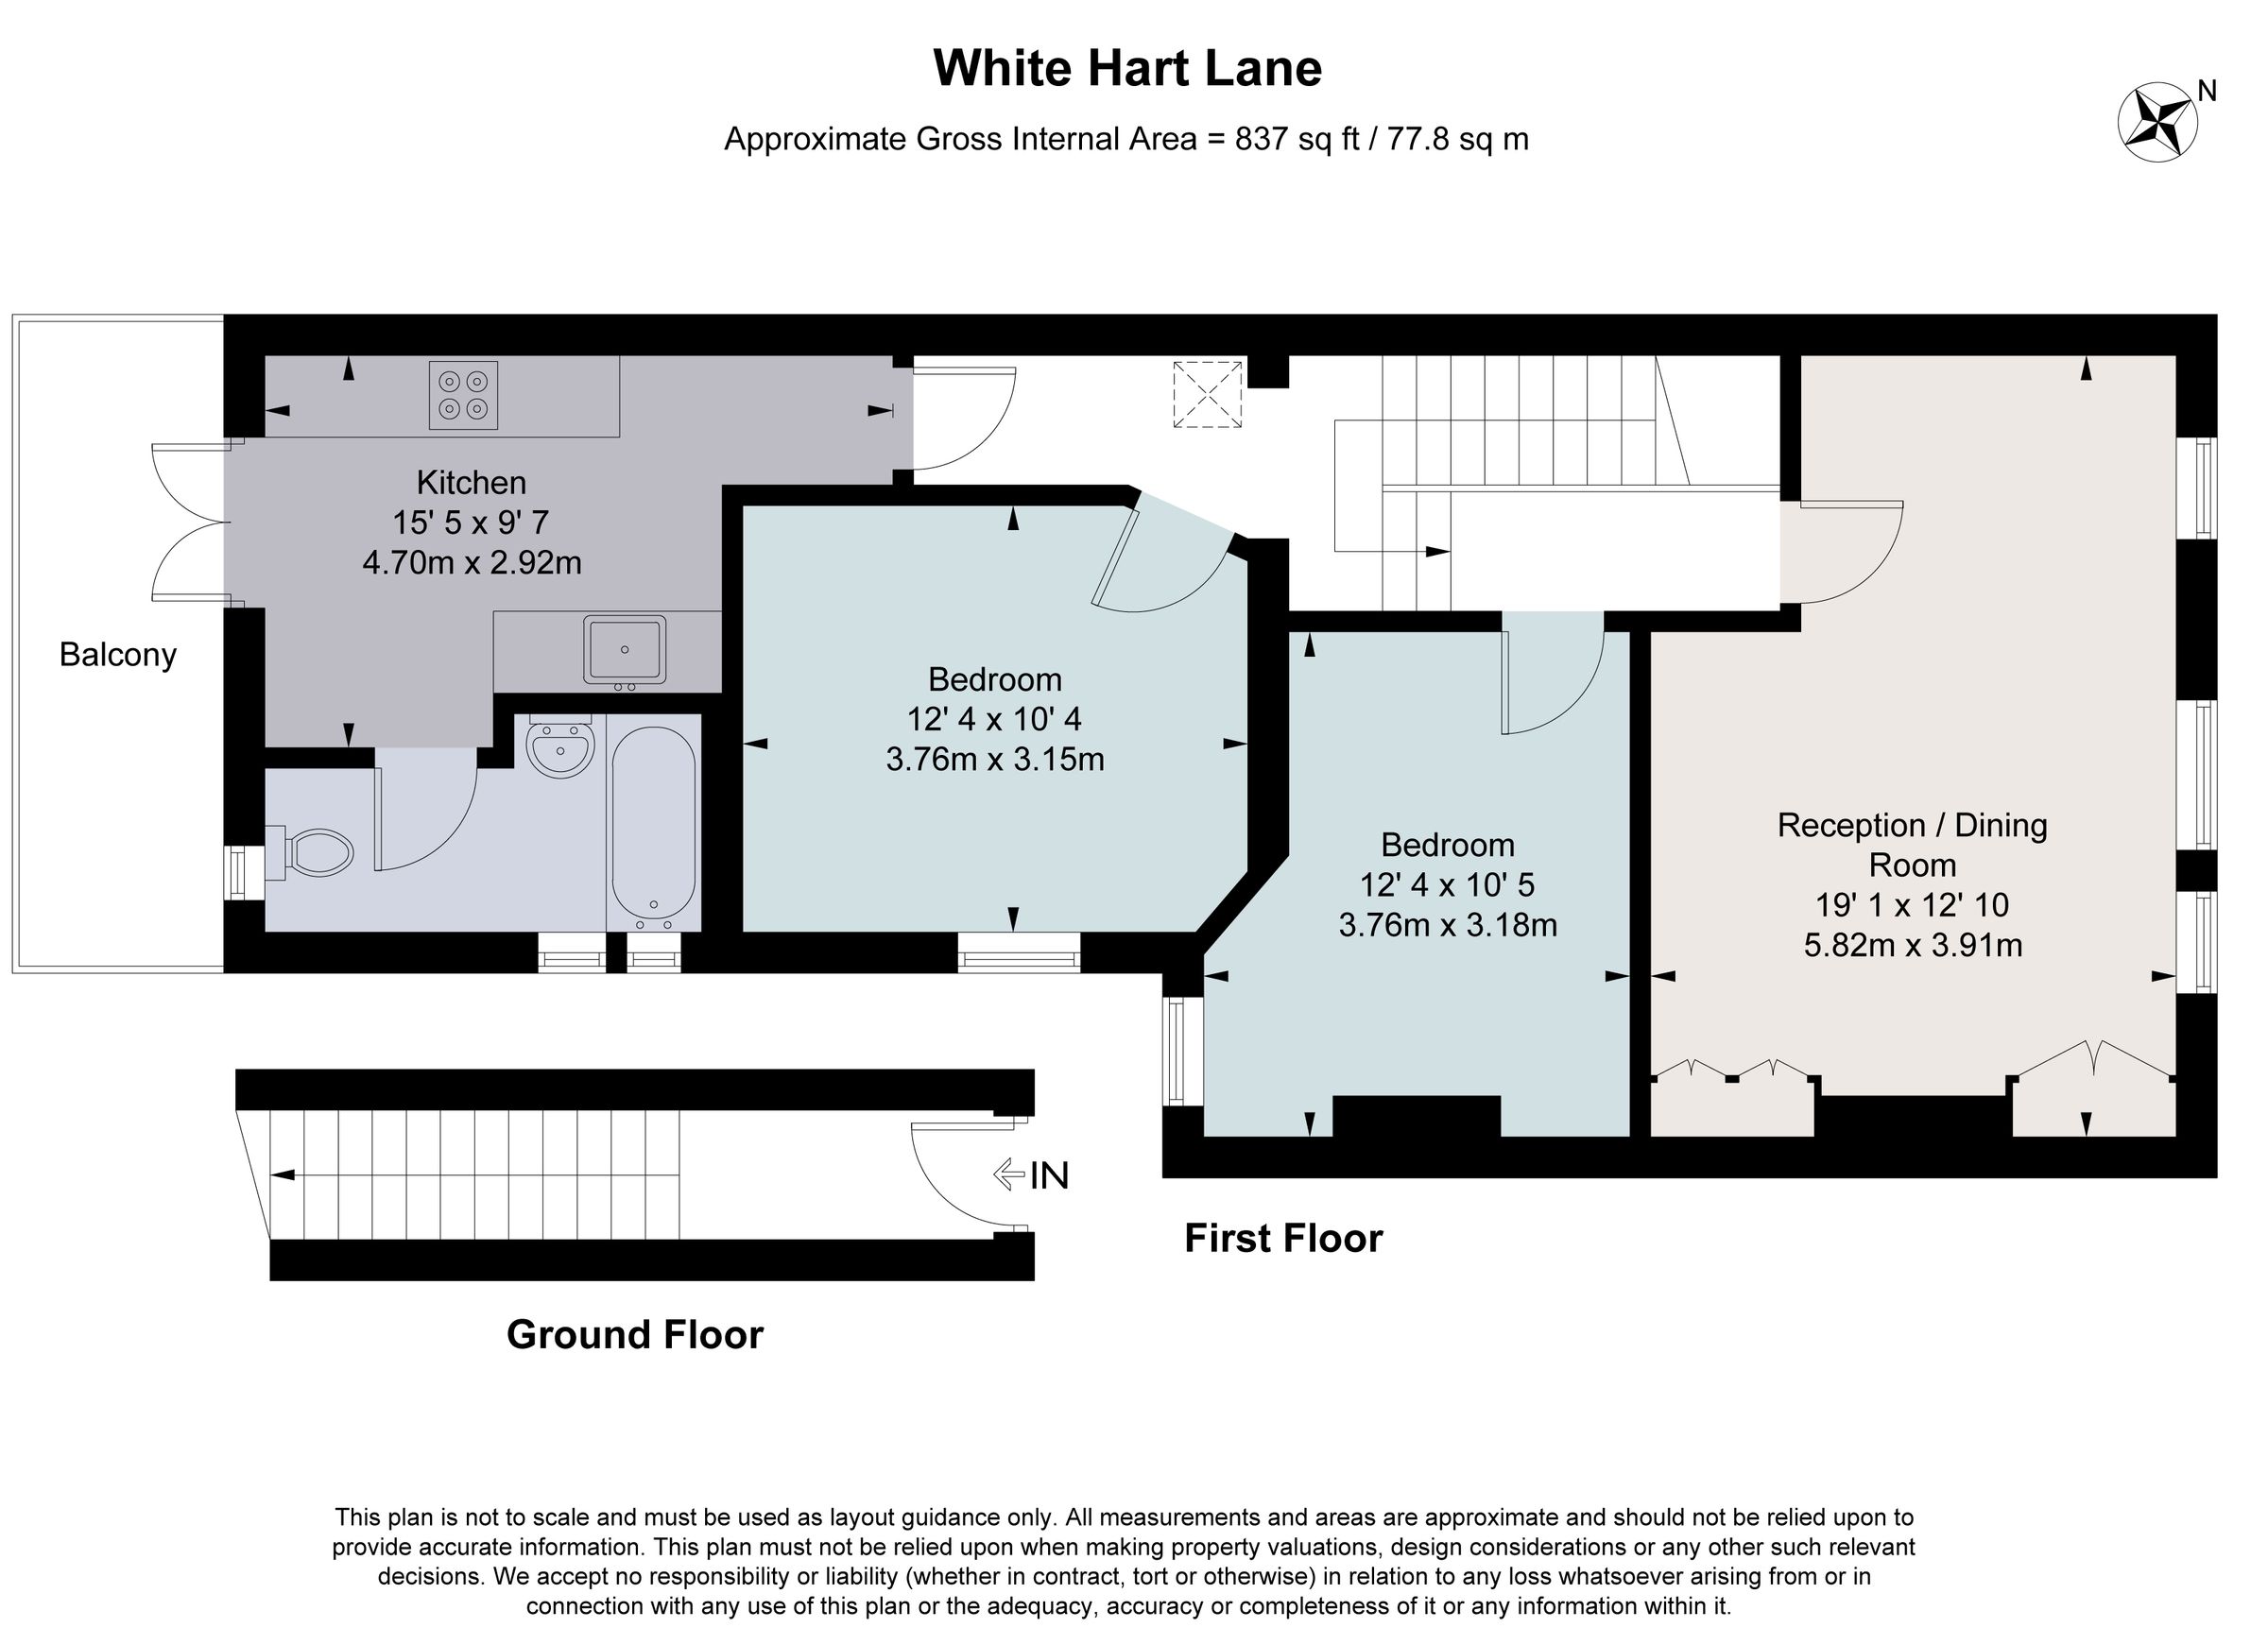 White Hart Lane
Approximate Gross Internal Area = 837 sq ft / 77.8 sq m
N
Kitchen
15' 5 x 9' 7
4.70m x 2.92m
Balcony
Bedroom
12' 4 x 10' 4
3.76m x 3.15m
Bedroom
12' 4 x 10' 5
3.76m x 3.18m
Reception / Dining
Room
19' 1 x 12' 10
5.82m x 3.91m
IN
First Floor
Ground Floor
This plan is not to scale and must be used as layout guidance only. All measurements and areas are approximate and should not be relied upon to
provide accurate information. This plan must not be relied upon when making property valuations, design considerations or any other such relevant
decisions. We accept no responsibility or liability (whether in contract, tort or otherwise) in relation to any loss whatsoever arising from or in
connection with any use of this plan or the adequacy, accuracy or completeness of it or any information within it.